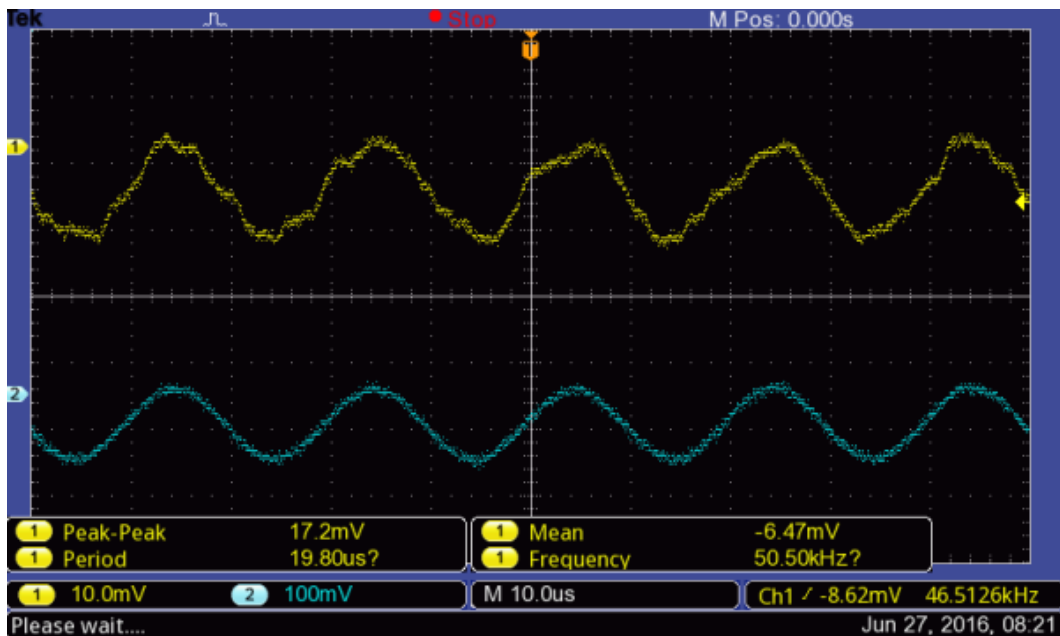 Tek Stop M Pos: 0.000s
T
1
2
1 Peak-Peak 17.2mV 1 Mean -6.47mV
1 Period 19.80us? 1 Frequency 50.50kHz?
1 10.0mV 2 100mV M 10.0us Ch1 / -8.62mV 46.5126kHz
Please wait.... Jun 27, 2016, 08:21